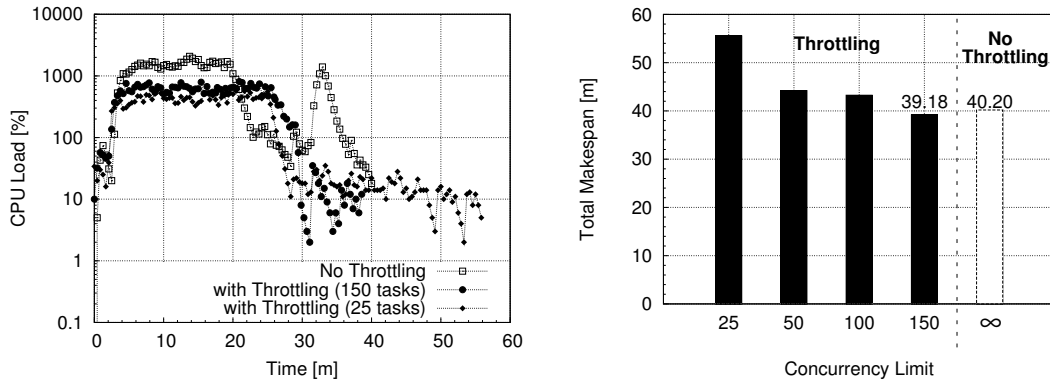 10000
1000
100
10
1
0.1
CPU Load [%]
No Throttling
with Throttling (150 tasks)
with Throttling (25 tasks)
0 10 20 30 40 50 60
Time [m]
60
50
40
30
20
10
0
Total Makespan [m]
Throttling
No
Throttling
39.18 40.20
25 50 100 150 ∞
Concurrency Limit